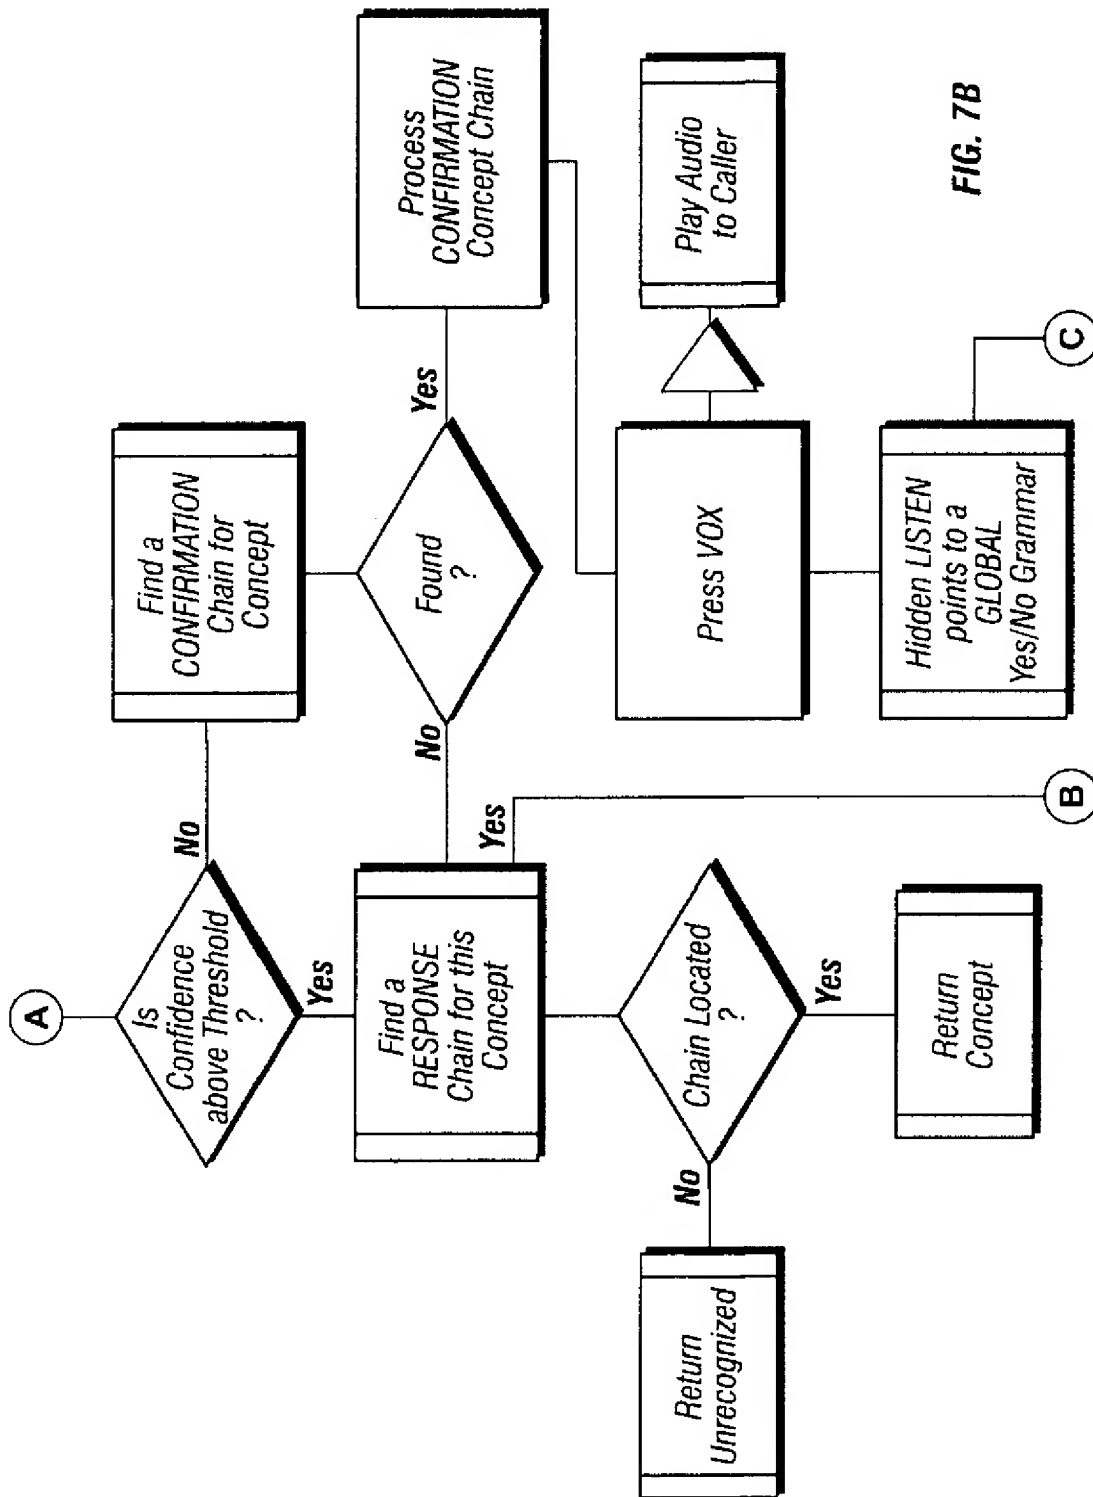 A
Is
Confidence
above Threshold
?
No
Yes
Find a
CONFIRMATION
Chain for
Concept
Find a
RESPONSE
Chain for this
Concept
No
Found
?
Yes
Process
CONFIRMATION
Concept Chain
Yes
Chain Located
?
No
Yes
Return
Unrecognized
Return
Concept
Press VOX
Play Audio
to Caller
Hidden LISTEN
points to a
GLOBAL
Yes/No Grammar
B
C
FIG. 7B